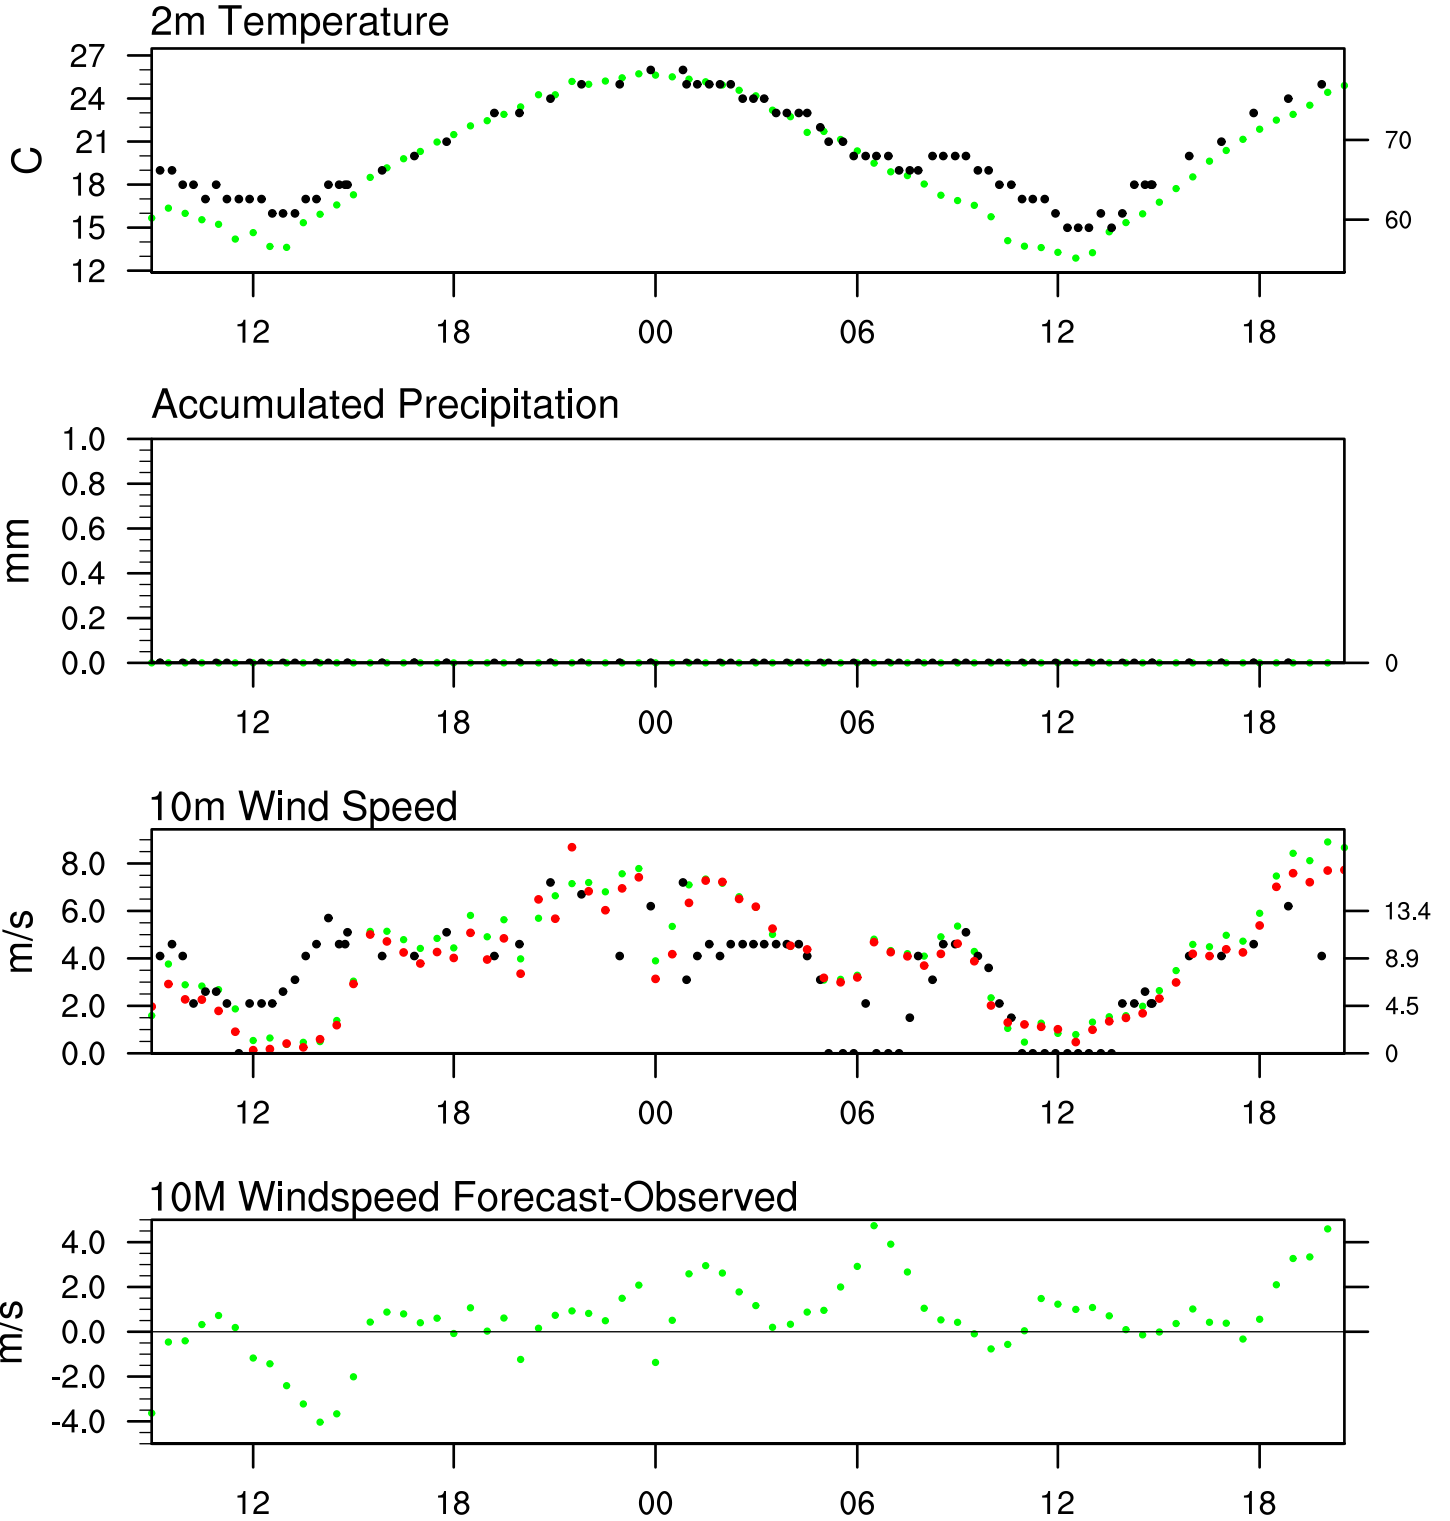 2m Temperature
27
24
21
18
15
12
C
70
60
12 18 00 06 12 18
Accumulated Precipitation
1.0
0.8
0.6
0.4
0.2
0.0
mm
0
12 18 00 06 12 18
10m Wind Speed
8.0
6.0
4.0
2.0
0.0
m/s
13.4
8.9
4.5
0
12 18 00 06 12 18
10M Windspeed Forecast-Observed
4.0
2.0
0.0
-2.0
-4.0
m/s
12 18 00 06 12 18